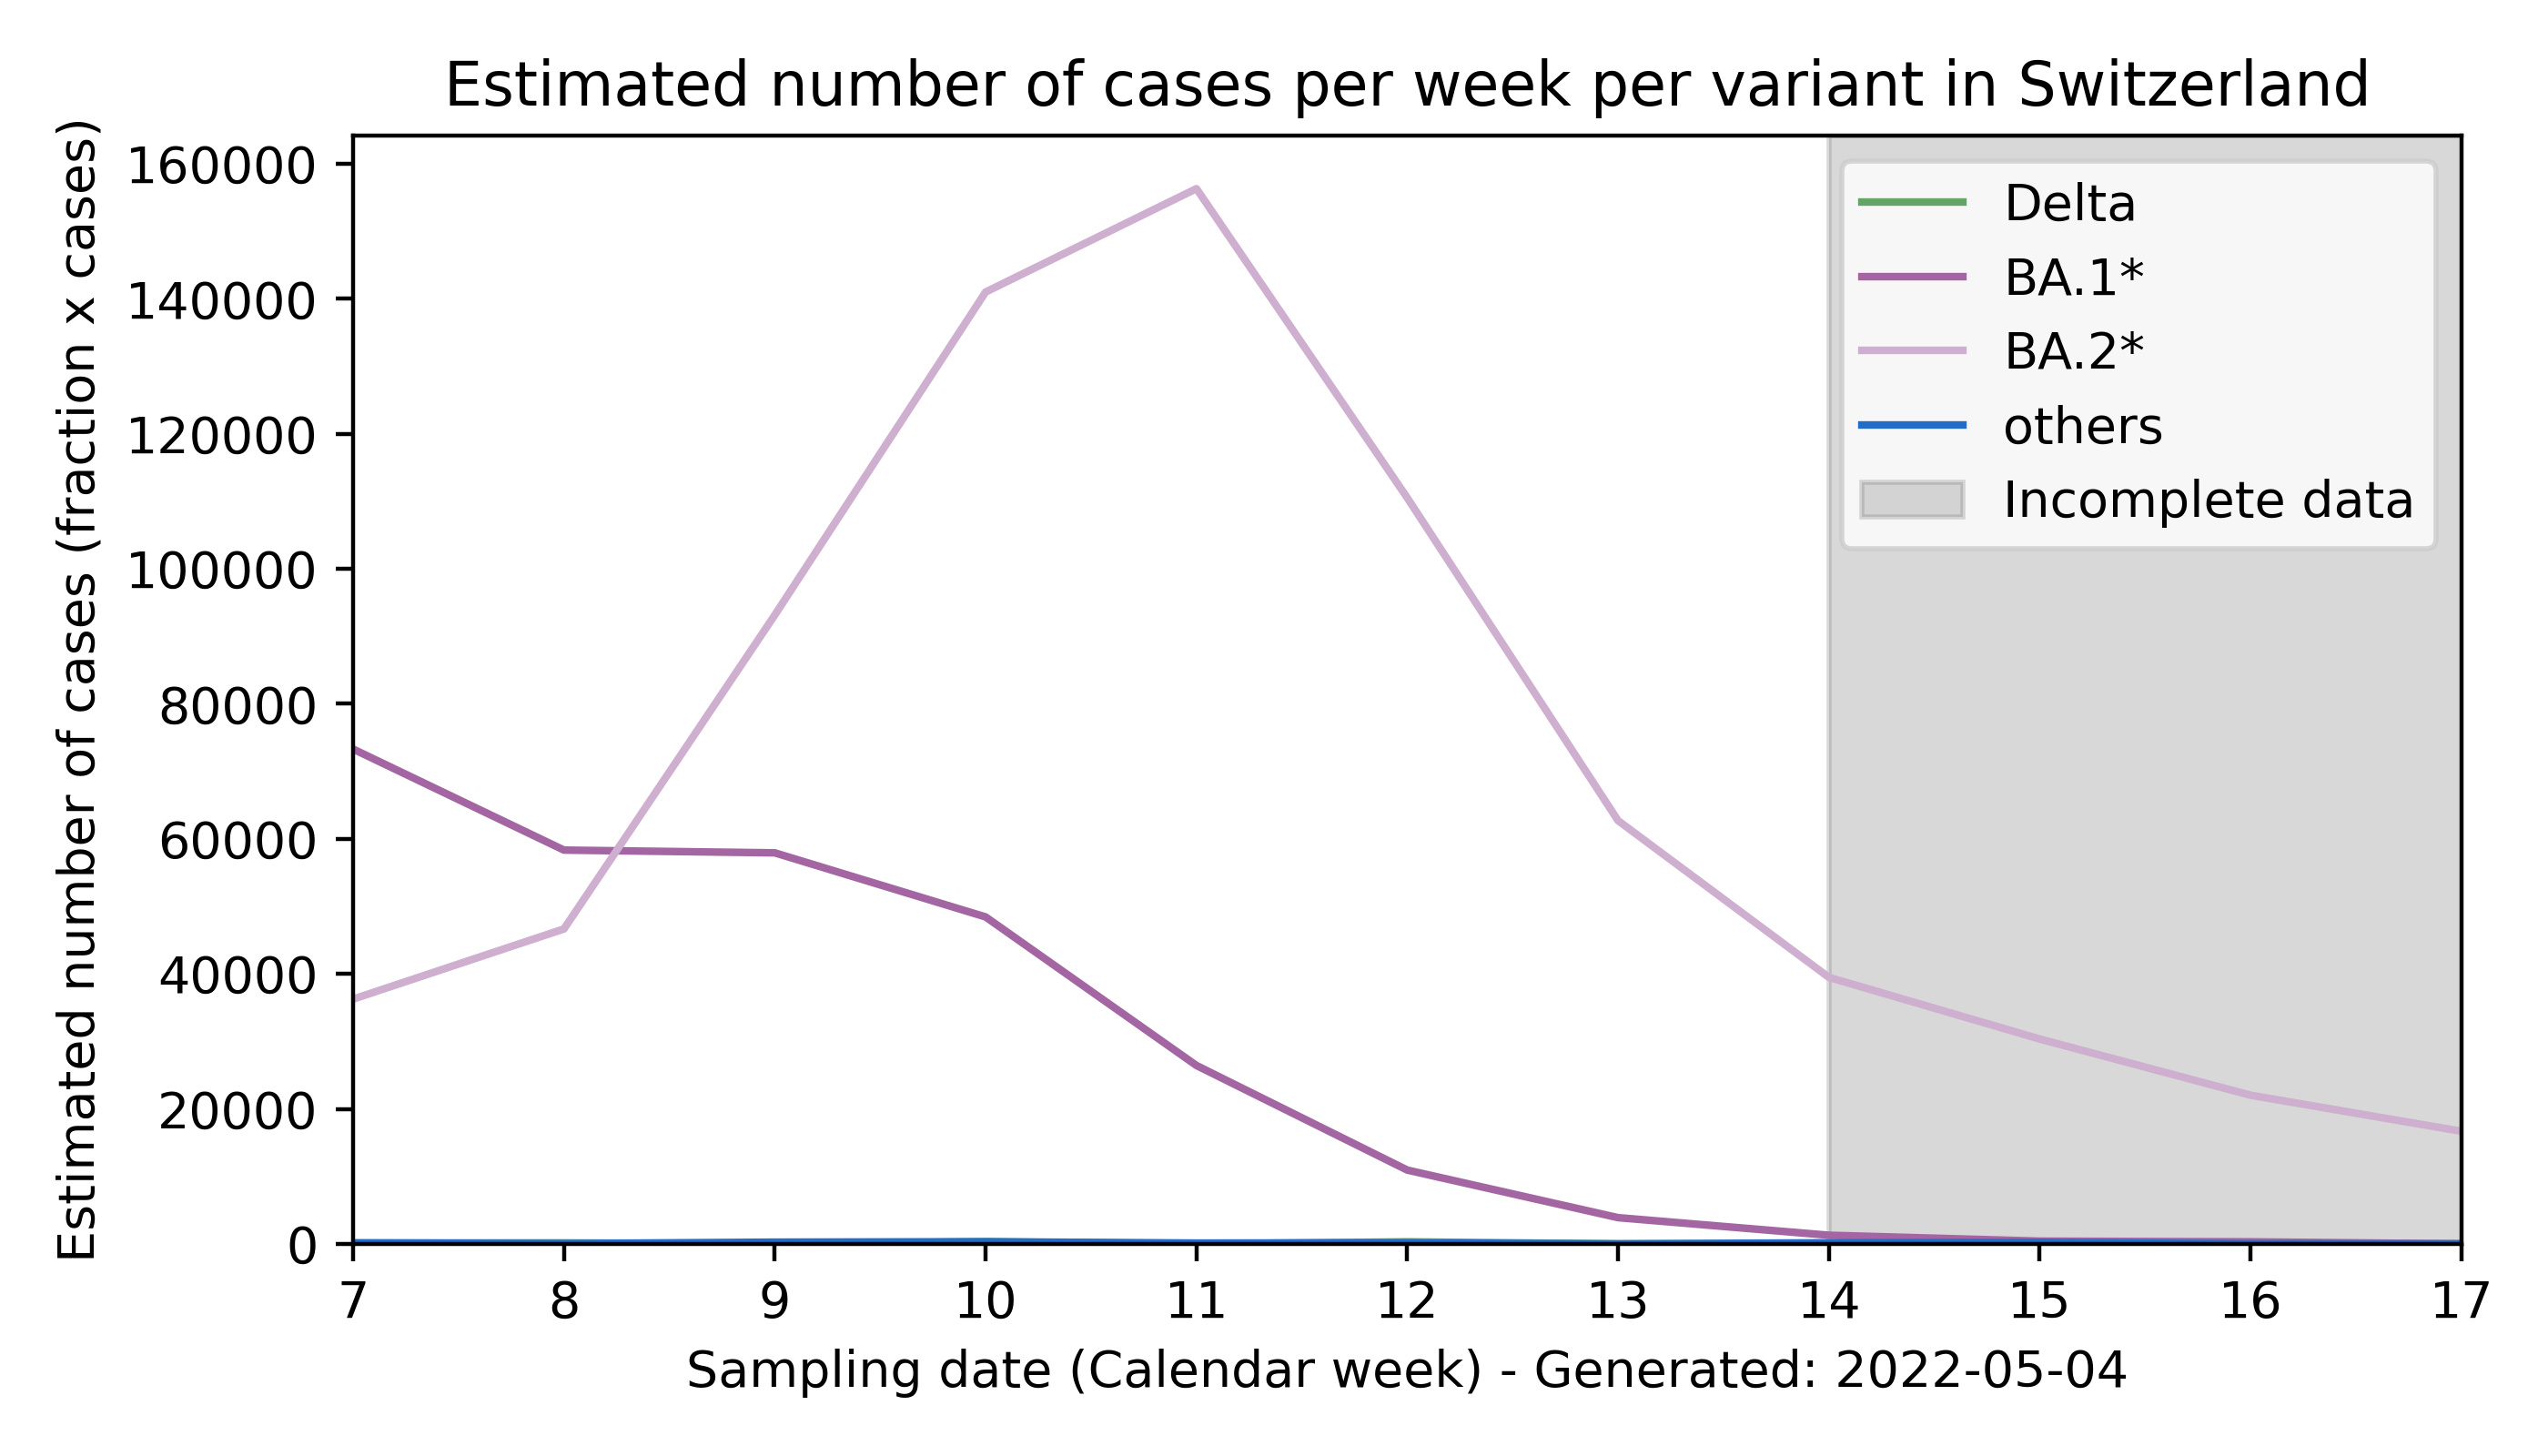 Estimated number of cases per week per variant in Switzerland
Estimated number of cases (fraction x cases)
160000
140000
120000
100000
80000
60000
40000
20000
0
Delta
BA.1*
BA.2*
others
Incomplete data
7 8 9 10 11 12 13 14 15 16 17
Sampling date (Calendar week) - Generated: 2022-05-04